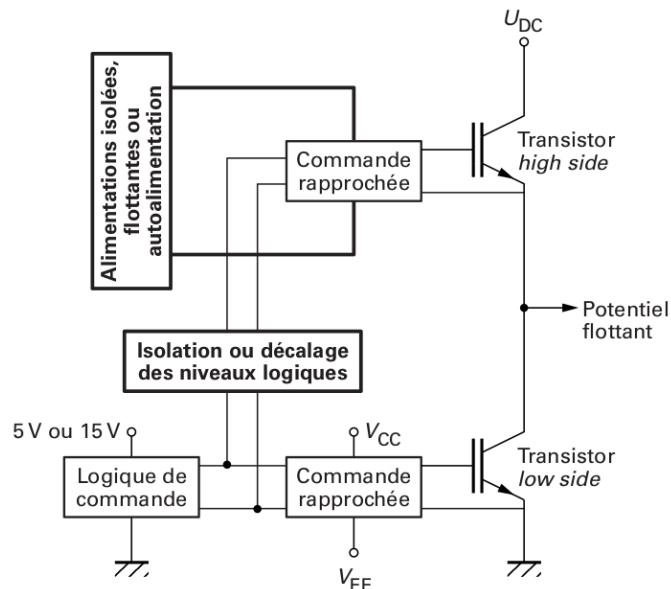 U_DC
Alimentations isolées,
flottantes ou
autoalimentation
Commande
rapprochée
Transistor
high side
Potentiel
flottant
Isolation ou décalage
des niveaux logiques
5 V ou 15 V
V_CC
Logique de
commande
Commande
rapprochée
Transistor
low side
V_EE